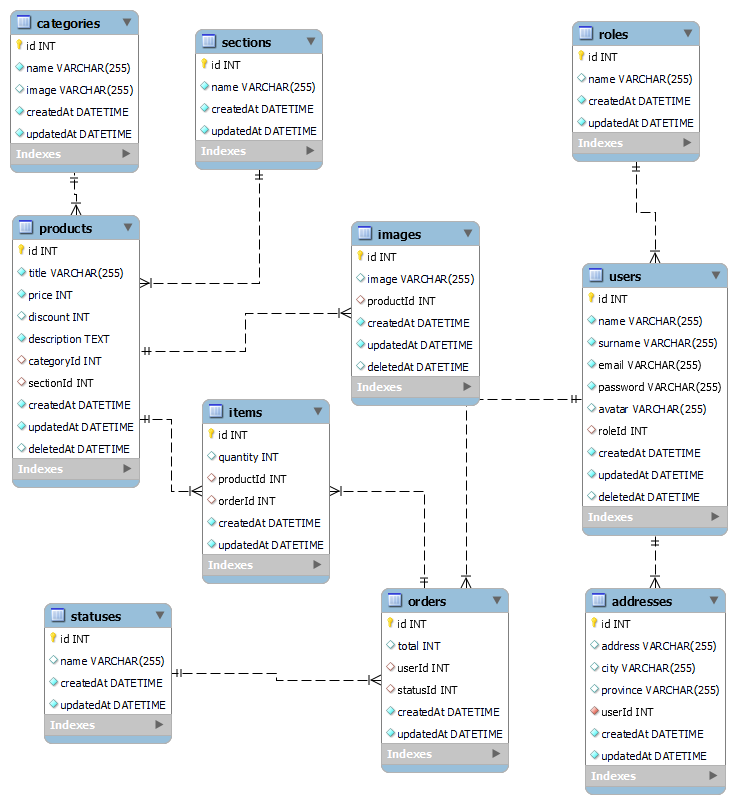 categories
id INT
name VARCHAR(255)
image VARCHAR(255)
createdAt DATETIME
updatedAt DATETIME
Indexes
sections
id INT
name VARCHAR(255)
createdAt DATETIME
updatedAt DATETIME
Indexes
roles
id INT
name VARCHAR(255)
createdAt DATETIME
updatedAt DATETIME
Indexes
products
id INT
title VARCHAR(255)
price INT
discount INT
description TEXT
categoryId INT
sectionId INT
createdAt DATETIME
updatedAt DATETIME
deletedAt DATETIME
Indexes
images
id INT
image VARCHAR(255)
productId INT
createdAt DATETIME
updatedAt DATETIME
deletedAt DATETIME
Indexes
users
id INT
name VARCHAR(255)
surname VARCHAR(255)
email VARCHAR(255)
password VARCHAR(255)
avatar VARCHAR(255)
roleId INT
createdAt DATETIME
updatedAt DATETIME
deletedAt DATETIME
Indexes
items
id INT
quantity INT
productId INT
orderId INT
createdAt DATETIME
updatedAt DATETIME
Indexes
statuses
id INT
name VARCHAR(255)
createdAt DATETIME
updatedAt DATETIME
Indexes
orders
id INT
total INT
userId INT
statusId INT
createdAt DATETIME
updatedAt DATETIME
Indexes
addresses
id INT
address VARCHAR(255)
city VARCHAR(255)
province VARCHAR(255)
userId INT
createdAt DATETIME
updatedAt DATETIME
Indexes